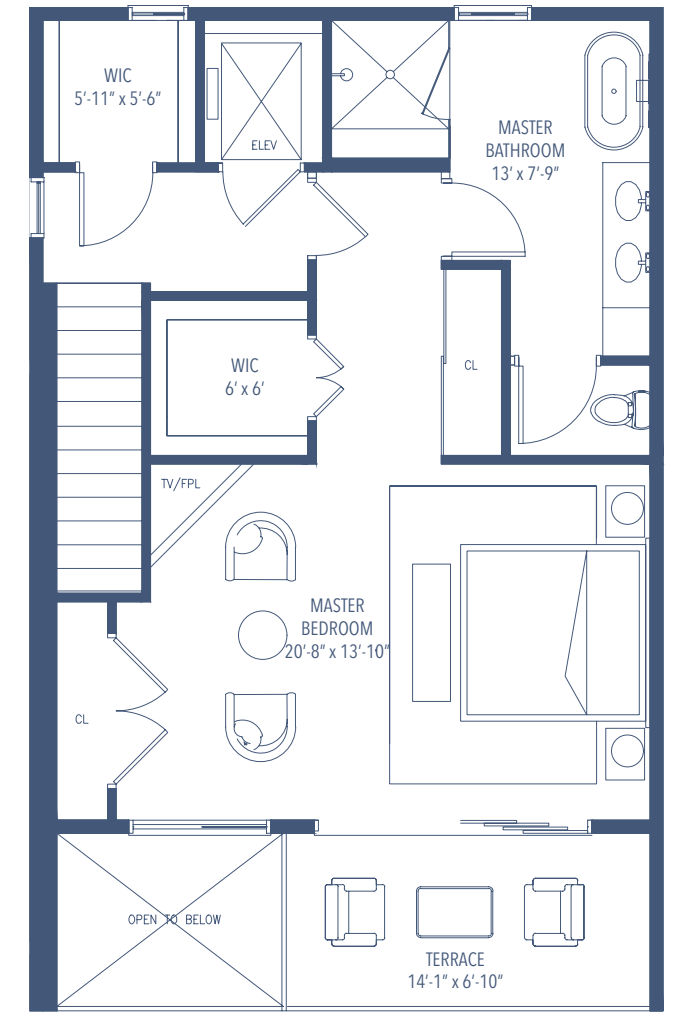 WIC
5'-11" x 5'-6"
ELEV
MASTER
BATHROOM
13' x 7'-9"
WIC
6' x 6'
CL
TV/FPL
MASTER
BEDROOM
20'-8" x 13'-10"
CL
OPEN TO BELOW
TERRACE
14'-1" x 6'-10"